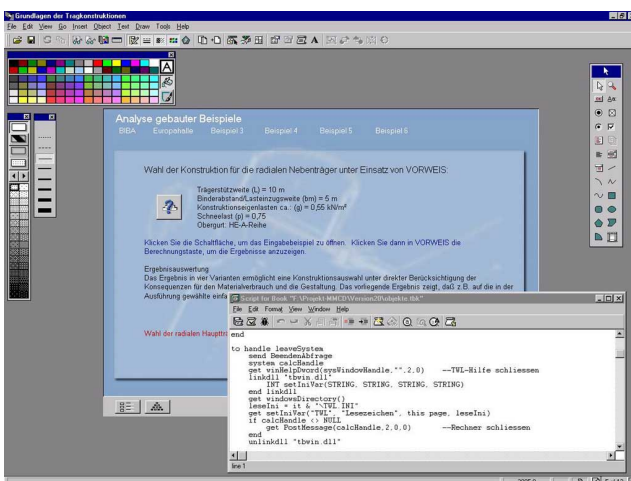 Grundlagen der Tragkonstruktionen
File Edit View Go Insert Object Text Draw Tools Help
Analyse gebauter Beispiele
BIBA Europahalle Beispiel 3 Beispiel 4 Beispiel 5 Beispiel 6
Wahl der Konstruktion für die radialen Nebenträger unter Einsatz von VORWEIS:
Trägerstützweite (L) = 10 m
Binderabstand/Lasteinzugsweite (bm) = 5 m
Konstruktionseigenlasten ca.: (g) = 0,55 kN/m²
Schneelast (p) = 0,75
Obergurt: HE-A-Reihe
Klicken Sie die Schaltfläche, um das Eingabebeispiel zu öffnen. Klicken Sie dann in VORWEIS die
Berechnungstaste, um die Ergebnisse anzuzeigen.
Ergebnisauswertung
Das Ergebnis in vier Varianten ermöglicht eine Konstruktionsauswahl unter direkter Berücksichtigung der
Konsequenzen für den Materialverbrauch und die Gestaltung. Das vorliegende Ergebnis zeigt, daß z.B. auf die in der
Ausführung gewählte einfa
Wahl der radialen Hauptträ
Script for Book "F:\Projekt-MMCD\Version20\objekte.tbk"
File Edit Format View Window Help
end
to handle leaveSystem
send BeendenAbfrage
system calcHandle
get winHelpDword(sysWindowHandle,"",2,0) --TWL-Hilfe schliessen
linkdll "tbwin.dll"
INT setIniVar(STRING, STRING, STRING, STRING)
end linkdll
get windowsDirectory()
leseIni = it & "\TWL.INI"
get setIniVar("TWL", "Lesezeichen", this page, leseIni)
if calcHandle <> NULL
get PostMessage(calcHandle,2,0,0) --Rechner schliessen
end
unlinkdll "tbwin.dll"
line 1